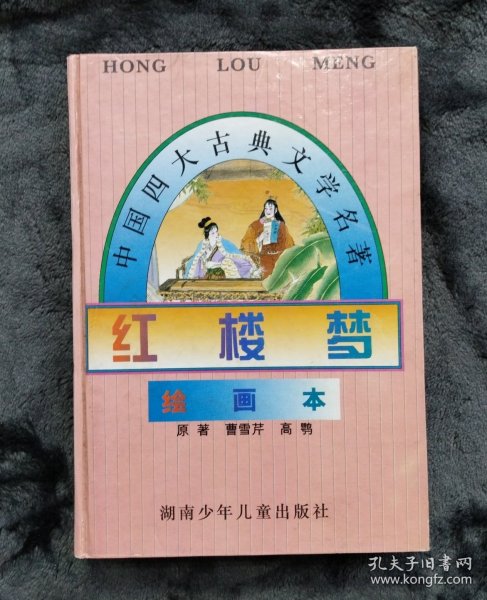 HONG LOU MENG
中国四大古典文学名著
红楼梦
绘画本
原著 曹雪芹 高鹗
湖南少年儿童出版社
孔夫子旧书网
www.kongfz.com